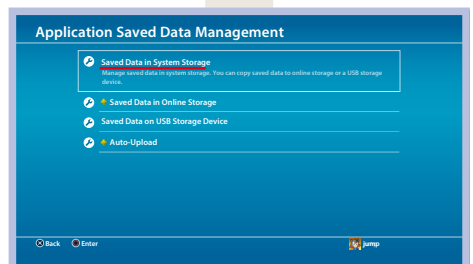 Application Saved Data Management
Saved Data in System Storage
Manage saved data in system storage. You can copy saved data to online storage or a USB storage
device.
Saved Data in Online Storage
Saved Data on USB Storage Device
Auto-Upload
Back Enter jump